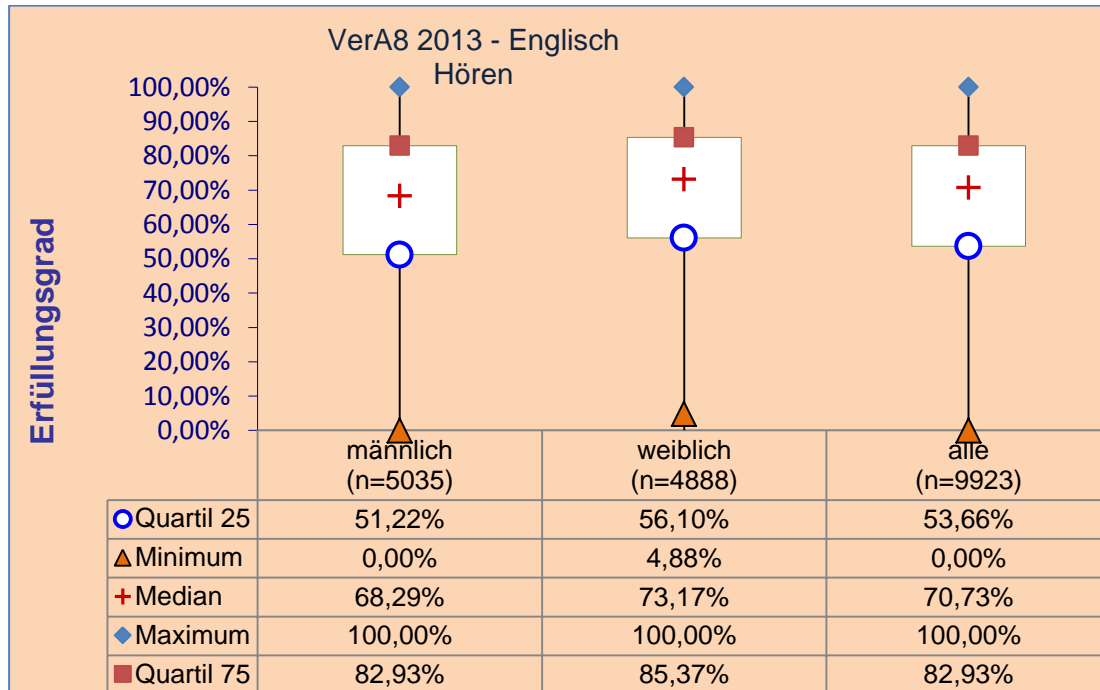 VerA8 2013 - Englisch
Hören
Erfüllungsgrad
100,00%
90,00%
80,00%
70,00%
60,00%
50,00%
40,00%
30,00%
20,00%
10,00%
0,00%
männlich (n=5035) weiblich (n=4888) alle (n=9923)
Quartil 25 51,22% 56,10% 53,66%
Minimum 0,00% 4,88% 0,00%
Median 68,29% 73,17% 70,73%
Maximum 100,00% 100,00% 100,00%
Quartil 75 82,93% 85,37% 82,93%